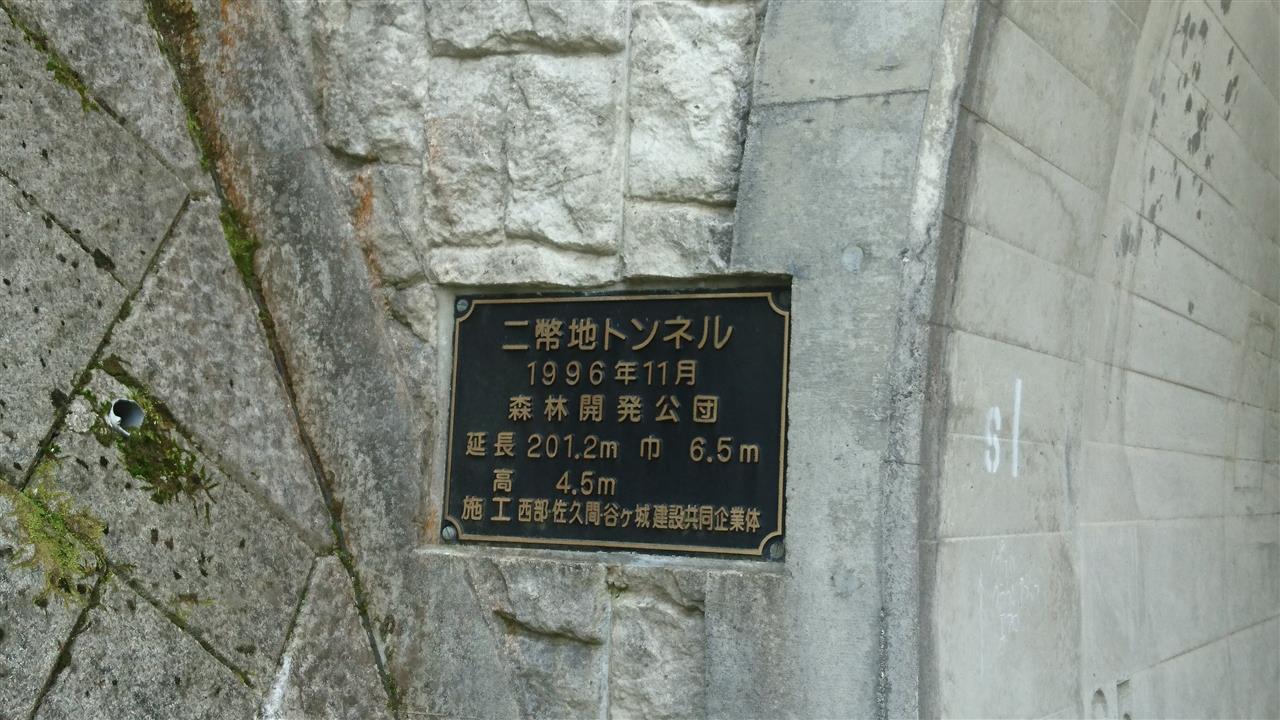 二幣地トンネル
1996年11月
森林開発公団
延長 201.2m 巾 6.5m
高 4.5m
施工 西部・佐久間・谷ヶ城 建設共同企業体
S1